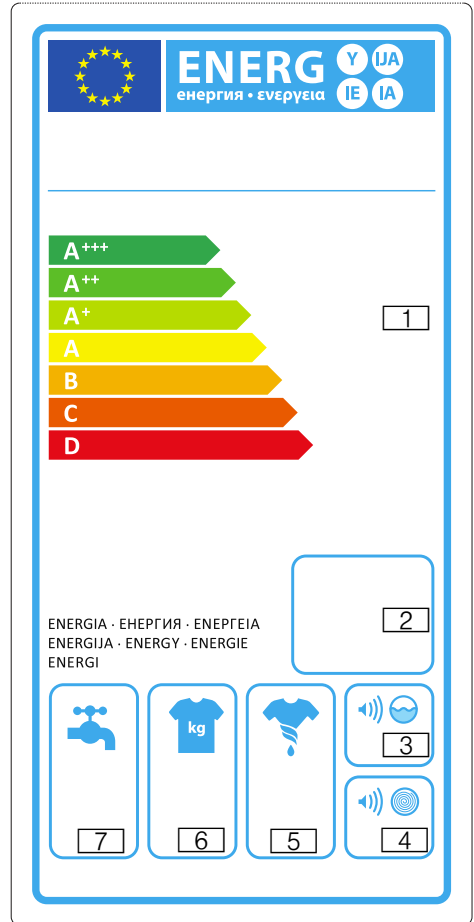 ENERG Y IJA
енергия · ενεργεια IE IA
A+++
A++
A+
1
A
B
C
D
2
ENERGIA · ЕНЕРГИЯ · ΕΝΕΡΓΕΙΑ
ENERGIJA · ENERGY · ENERGIE
ENERGI
kg
3
7
6
5
4